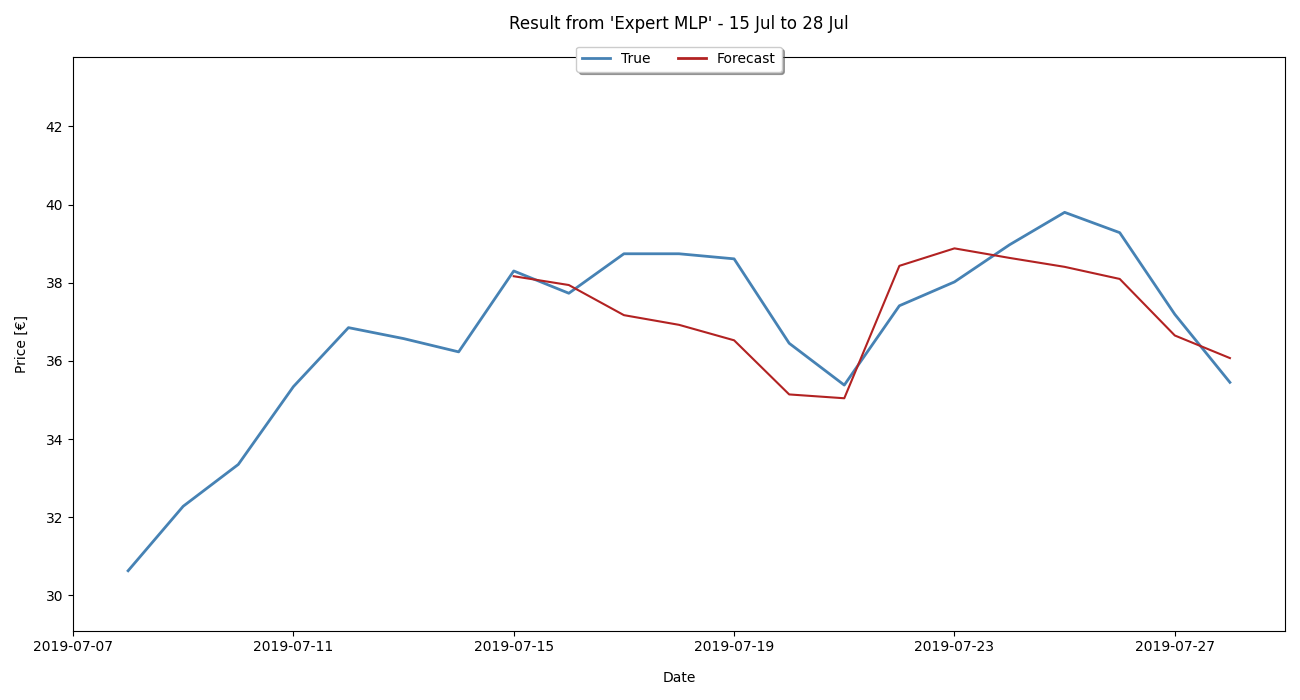 Result from 'Expert MLP' - 15 Jul to 28 Jul
True Forecast
42
40
38
36
34
32
30
Price [€]
2019-07-07 2019-07-11 2019-07-15 2019-07-19 2019-07-23 2019-07-27
Date